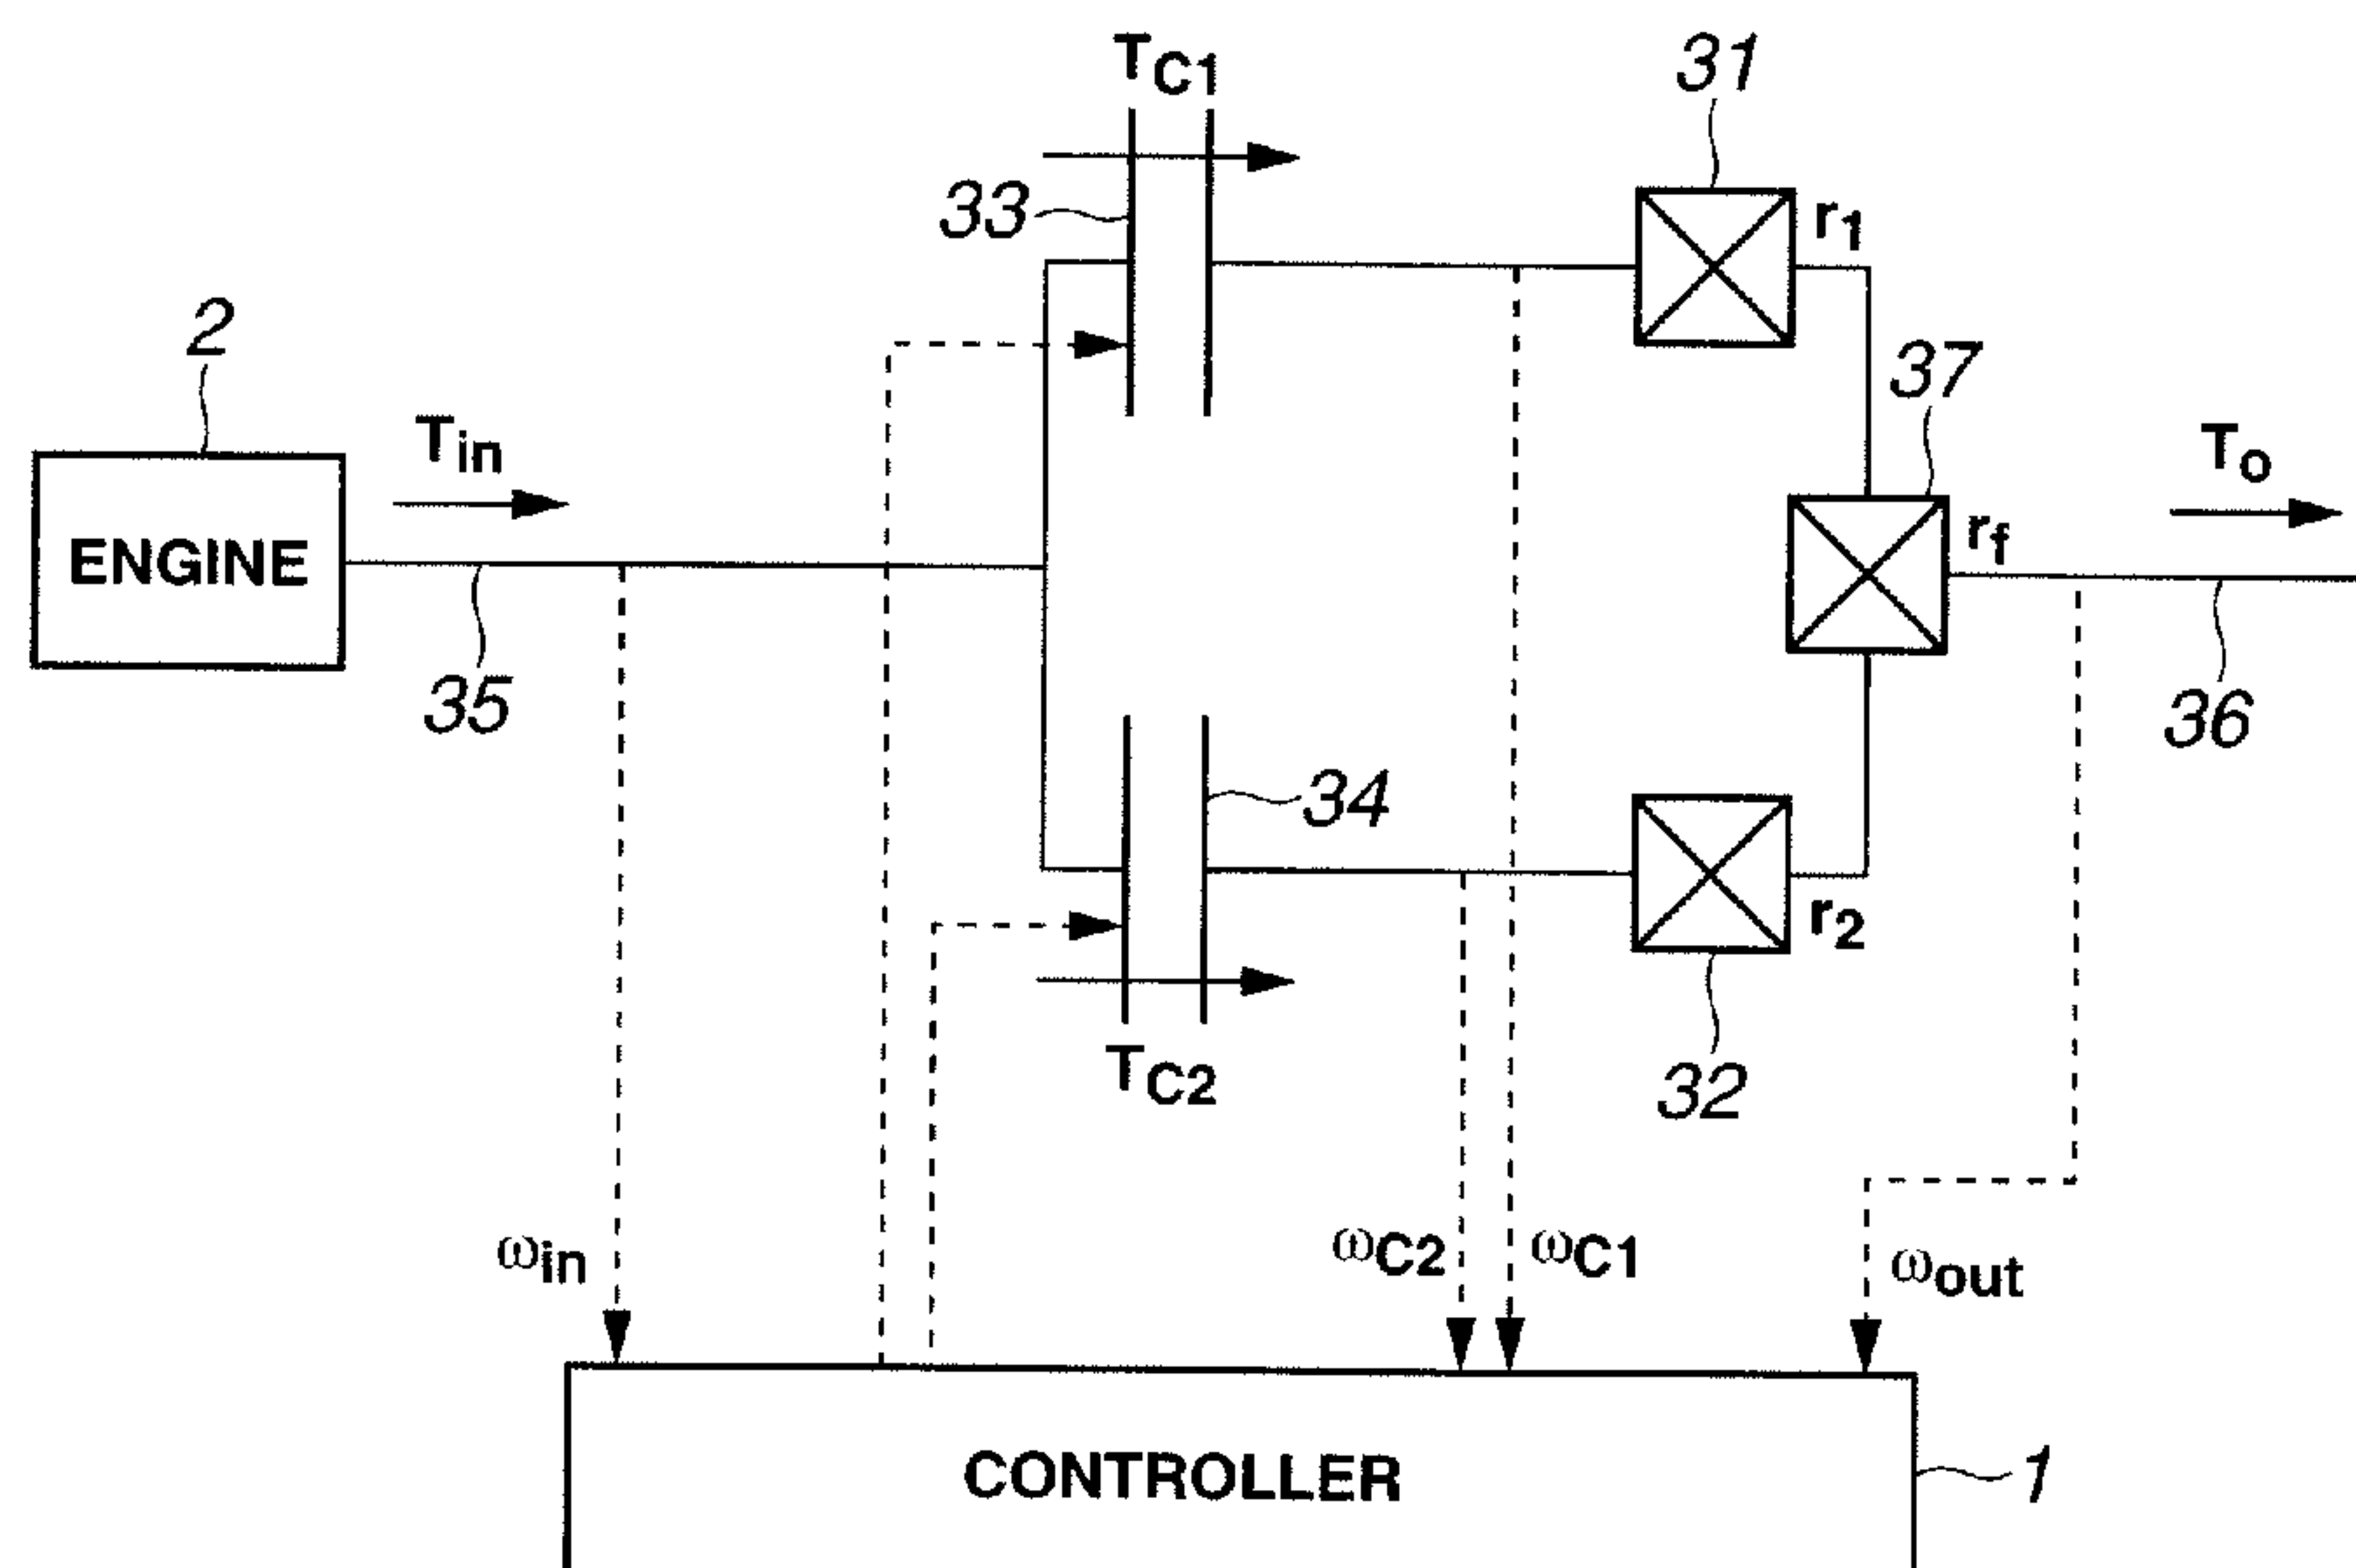 T_C1
31
33
r_1
2
37
T_in
T_o
ENGINE
r_f
35
36
34
r_2
T_C2
32
ω_in
ω_C2
ω_C1
ω_out
CONTROLLER
1